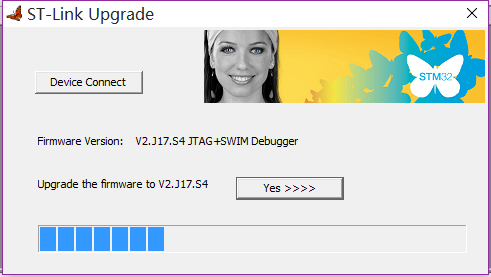 ST-Link Upgrade
Device Connect
STM32
Firmware Version: V2.J17.S4 JTAG+SWIM Debugger
Upgrade the firmware to V2.J17.S4
Yes >>>>